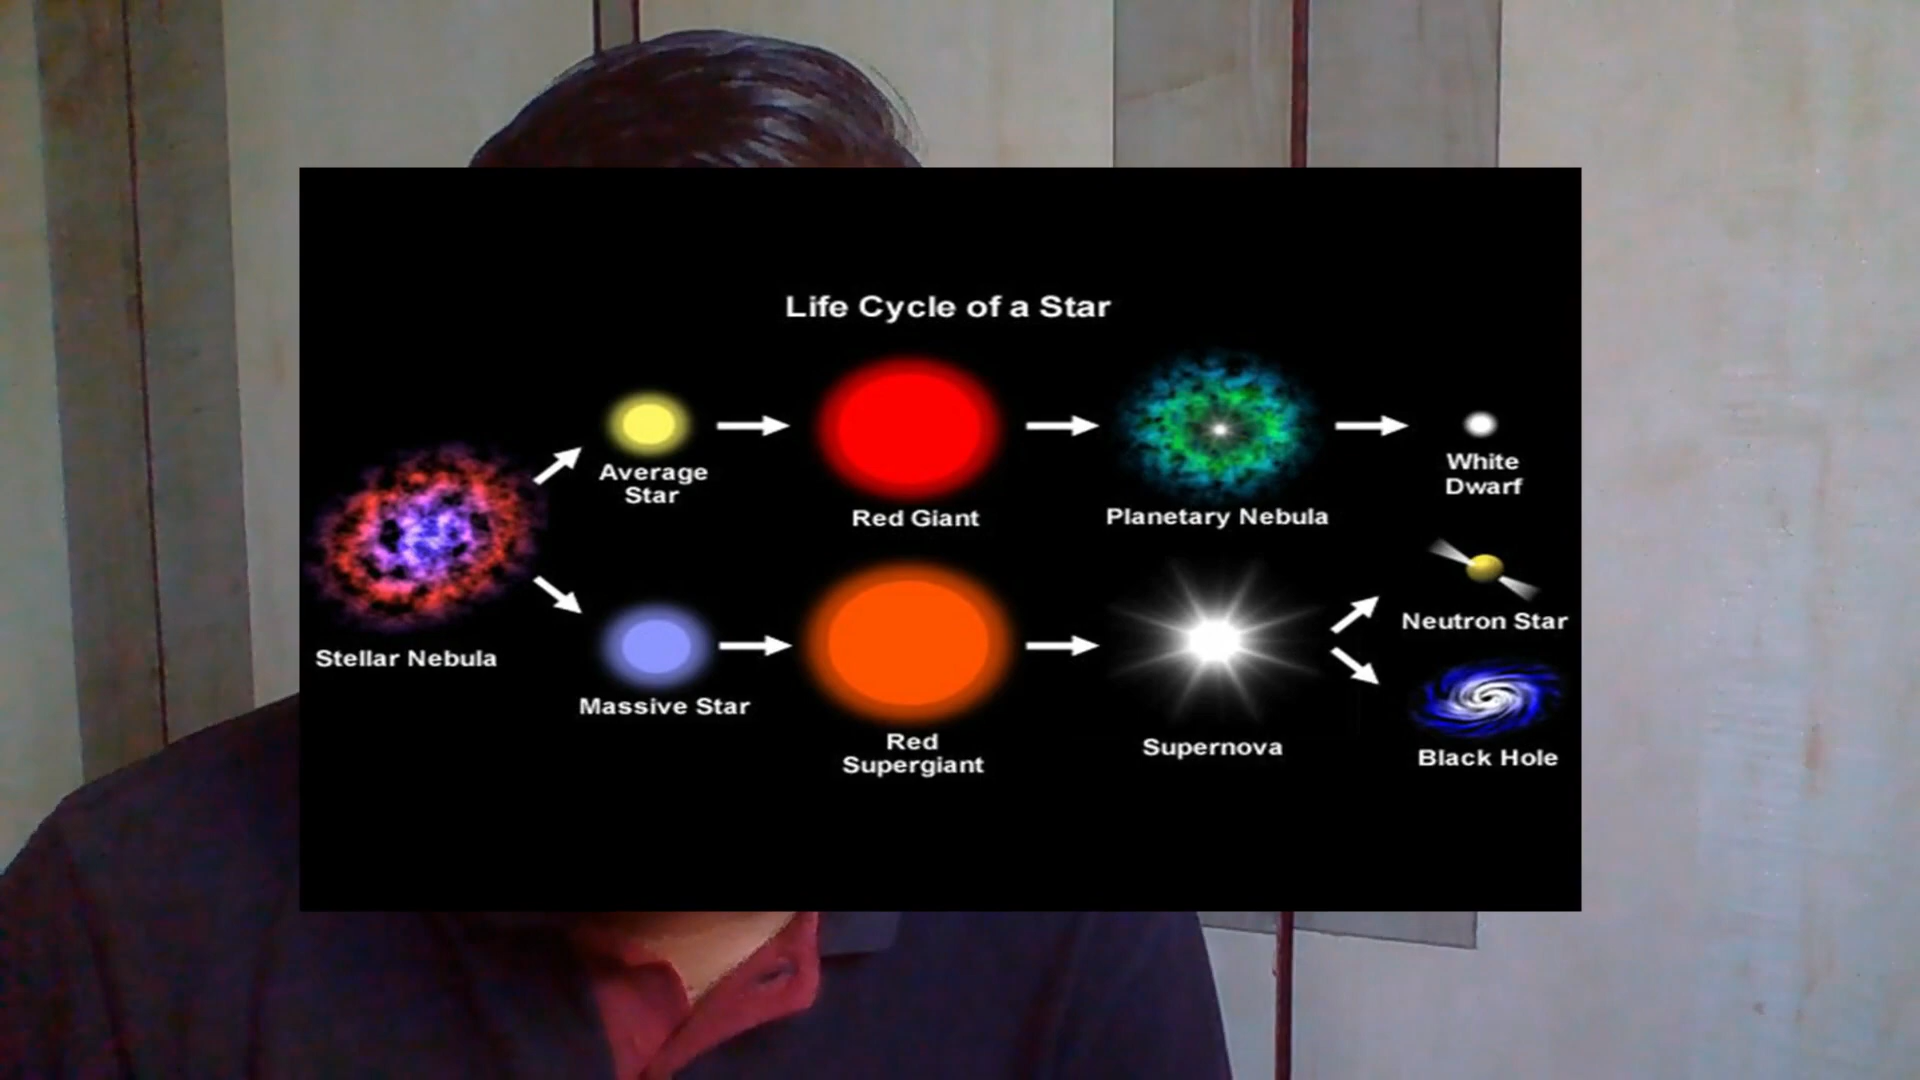 Life Cycle of a Star
Average
Star
Red Giant
Planetary Nebula
White
Dwarf
Stellar Nebula
Massive Star
Red
Supergiant
Supernova
Neutron Star
Black Hole